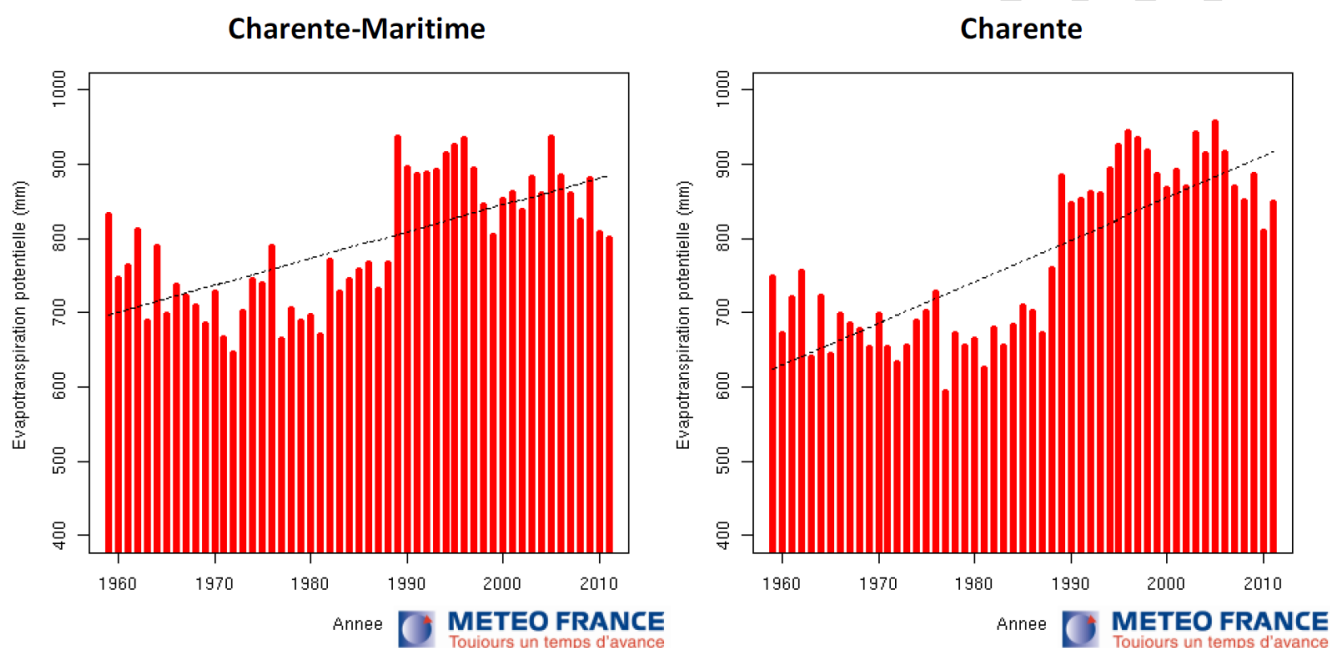 Charente-Maritime
Evapotranspiration potentielle (mm)
1000
900
800
700
600
500
400
1960 1970 1980 1990 2000 2010
Annee
METEO FRANCE
Toujours un temps d'avance
Charente
Evapotranspiration potentielle (mm)
1000
900
800
700
600
500
400
1960 1970 1980 1990 2000 2010
Annee
METEO FRANCE
Toujours un temps d'avance